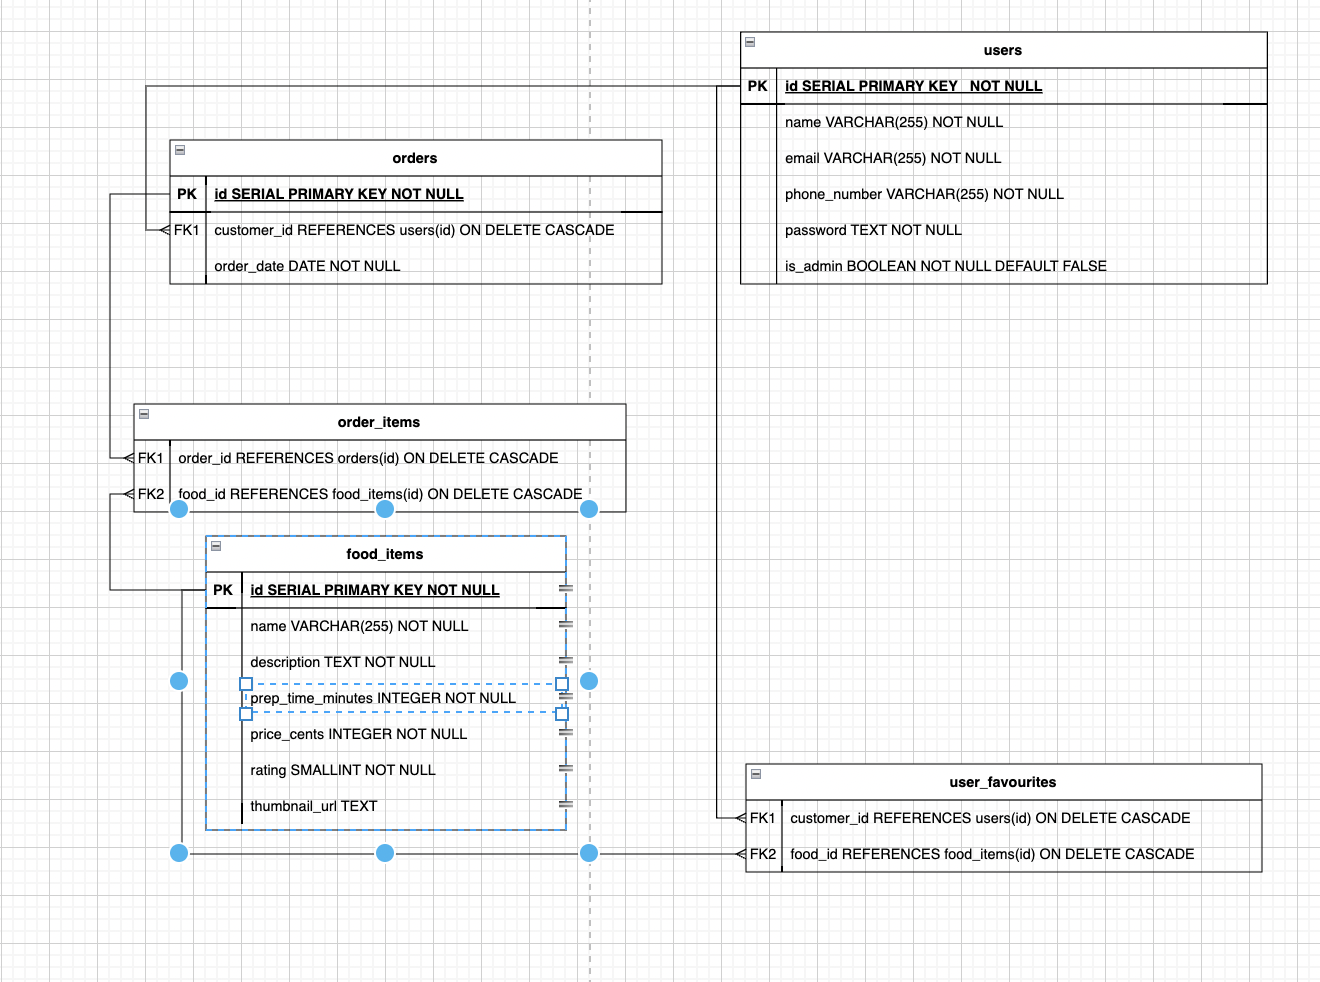 users
PK id SERIAL PRIMARY KEY NOT NULL
name VARCHAR(255) NOT NULL
email VARCHAR(255) NOT NULL
phone_number VARCHAR(255) NOT NULL
password TEXT NOT NULL
is_admin BOOLEAN NOT NULL DEFAULT FALSE
orders
PK id SERIAL PRIMARY KEY NOT NULL
FK1 customer_id REFERENCES users(id) ON DELETE CASCADE
order_date DATE NOT NULL
order_items
FK1 order_id REFERENCES orders(id) ON DELETE CASCADE
FK2 food_id REFERENCES food_items(id) ON DELETE CASCADE
food_items
PK id SERIAL PRIMARY KEY NOT NULL
name VARCHAR(255) NOT NULL
description TEXT NOT NULL
prep_time_minutes INTEGER NOT NULL
price_cents INTEGER NOT NULL
rating SMALLINT NOT NULL
thumbnail_url TEXT
user_favourites
FK1 customer_id REFERENCES users(id) ON DELETE CASCADE
FK2 food_id REFERENCES food_items(id) ON DELETE CASCADE